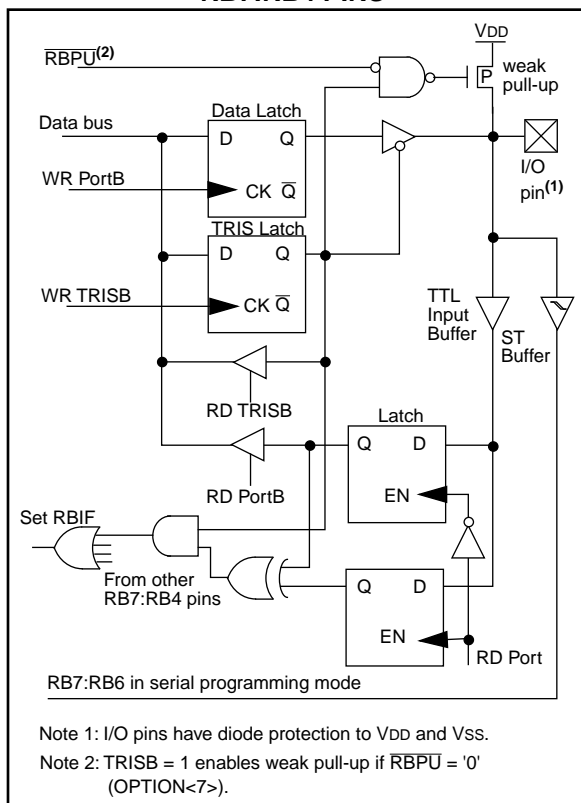 RBPU(2)
VDD
P
weak
pull-up
Data Latch
Data bus
D Q
I/O
pin(1)
WR PortB
CK Q
TRIS Latch
D Q
WR TRISB
CK Q
TTL
Input
Buffer
ST
Buffer
RD TRISB
Latch
Q D
RD PortB
EN
Set RBIF
From other
RB7:RB4 pins
Q D
EN
RD Port
RB7:RB6 in serial programming mode
Note 1: I/O pins have diode protection to VDD and VSS.
Note 2: TRISB = 1 enables weak pull-up if RBPU = '0'
(OPTION<7>).